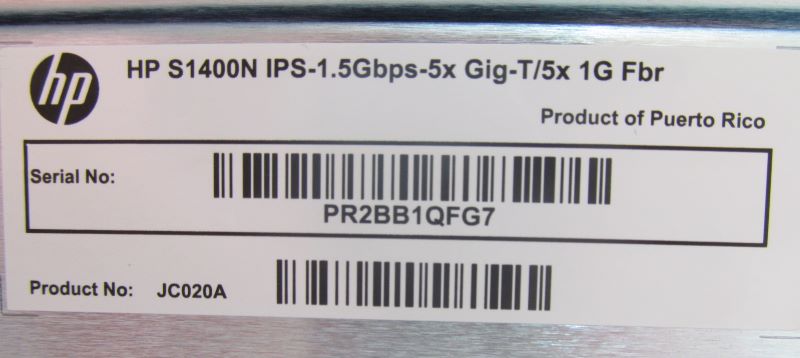 hp
HP S1400N IPS-1.5Gbps-5x Gig-T/5x 1G Fbr
Product of Puerto Rico
Serial No:
PR2BB1QFG7
Product No: JC020A